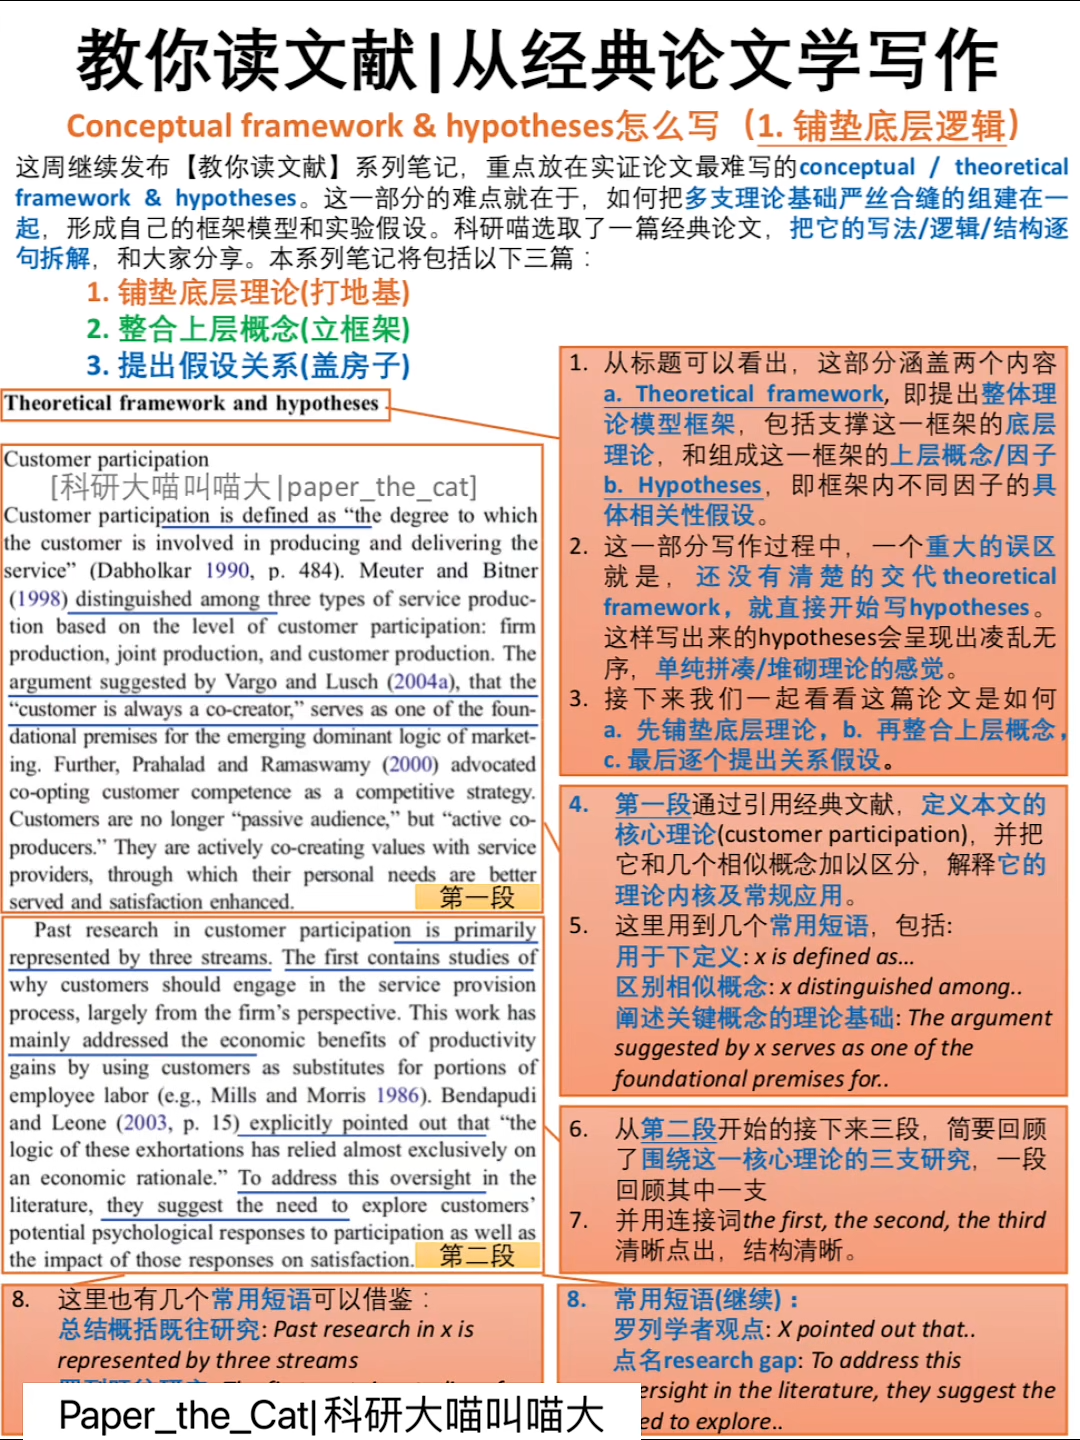 教你读文献|从经典论文学写作
Conceptual framework & hypotheses怎么写（1. 铺垫底层逻辑）
这周继续发布【教你读文献】系列笔记，重点放在实证论文最难写的conceptual / theoretical
framework & hypotheses。这一部分的难点就在于，如何把多支理论基础严丝合缝的组建在一
起，形成自己的框架模型和实验假设。科研喵选取了一篇经典论文，把它的写法/逻辑/结构逐
句拆解，和大家分享。本系列笔记将包括以下三篇：
1. 铺垫底层理论(打地基)
2. 整合上层概念(立框架)
3. 提出假设关系(盖房子)
Theoretical framework and hypotheses
Customer participation
[科研大喵叫喵大|paper_the_cat]
Customer participation is defined as “the degree to which
the customer is involved in producing and delivering the
service” (Dabholkar 1990, p. 484). Meuter and Bitner
(1998) distinguished among three types of service produc-
tion based on the level of customer participation: firm
production, joint production, and customer production. The
argument suggested by Vargo and Lusch (2004a), that the
“customer is always a co-creator,” serves as one of the foun-
dational premises for the emerging dominant logic of market-
ing. Further, Prahalad and Ramaswamy (2000) advocated
co-opting customer competence as a competitive strategy.
Customers are no longer “passive audience,” but “active co-
producers.” They are actively co-creating values with service
providers, through which their personal needs are better
served and satisfaction enhanced.
第一段
Past research in customer participation is primarily
represented by three streams. The first contains studies of
why customers should engage in the service provision
process, largely from the firm’s perspective. This work has
mainly addressed the economic benefits of productivity
gains by using customers as substitutes for portions of
employee labor (e.g., Mills and Morris 1986). Bendapudi
and Leone (2003, p. 15) explicitly pointed out that “the
logic of these exhortations has relied almost exclusively on
an economic rationale.” To address this oversight in the
literature, they suggest the need to explore customers’
potential psychological responses to participation as well as
the impact of those responses on satisfaction.
第二段
1. 从标题可以看出，这部分涵盖两个内容
a. Theoretical framework, 即提出整体理
论模型框架，包括支撑这一框架的底层
理论，和组成这一框架的上层概念/因子
b. Hypotheses，即框架内不同因子的具
体相关性假设。
2. 这一部分写作过程中，一个重大的误区
就是，还没有清楚的交代theoretical
framework，就直接开始写hypotheses。
这样写出来的hypotheses会呈现出凌乱无
序，单纯拼凑/堆砌理论的感觉。
3. 接下来我们一起看看这篇论文是如何
a. 先铺垫底层理论，b. 再整合上层概念，
c. 最后逐个提出关系假设。
4. 第一段通过引用经典文献，定义本文的
核心理论(customer participation)，并把
它和几个相似概念加以区分，解释它的
理论内核及常规应用。
5. 这里用到几个常用短语，包括:
用于下定义: x is defined as…
区别相似概念: x distinguished among..
阐述关键概念的理论基础: The argument
suggested by x serves as one of the
foundational premises for..
6. 从第二段开始的接下来三段，简要回顾
了围绕这一核心理论的三支研究，一段
回顾其中一支
7. 并用连接词the first, the second, the third
清晰点出，结构清晰。
8. 这里也有几个常用短语可以借鉴：
总结概括既往研究: Past research in x is
represented by three streams
8. 常用短语(继续)：
罗列学者观点: X pointed out that..
点名research gap: To address this
ersight in the literature, they suggest the
ed to explore..
Paper_the_Cat|科研大喵叫喵大